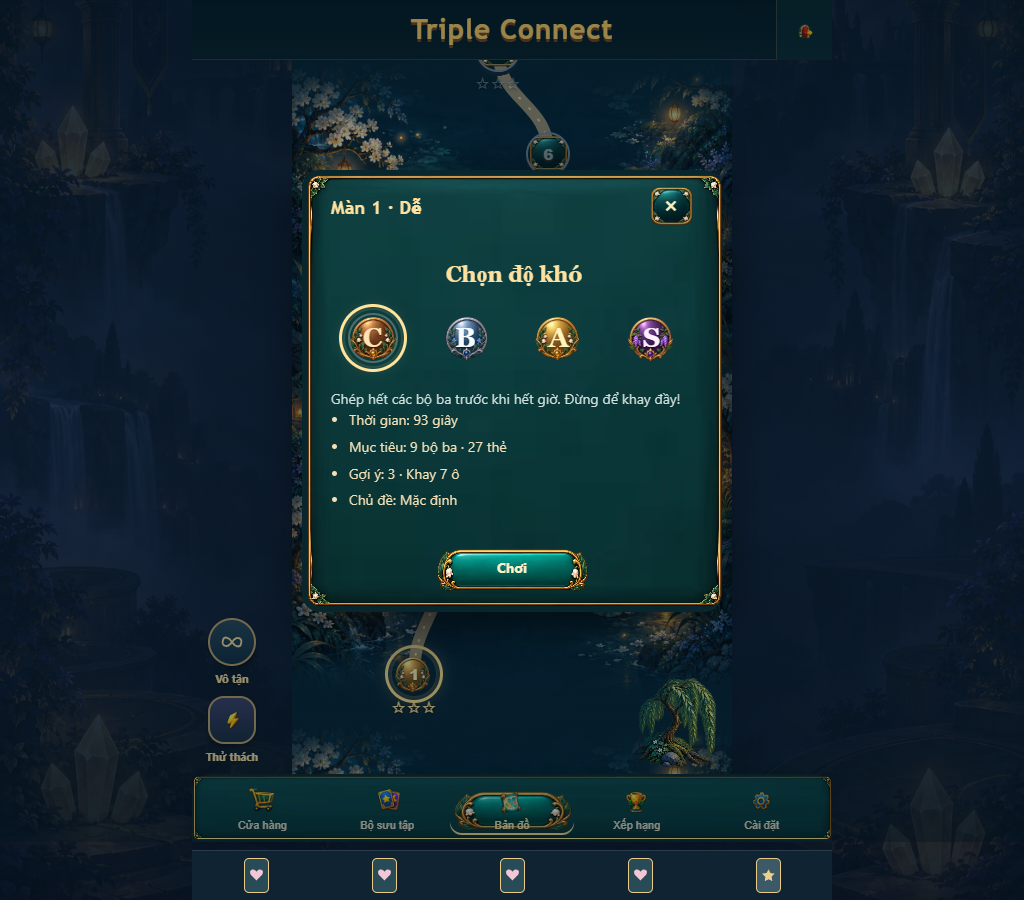 Triple Connect
6
Màn 1 · Dễ
Chọn độ khó
C B A S
Ghép hết các bộ ba trước khi hết giờ. Đừng để khay đầy!
• Thời gian: 93 giây
• Mục tiêu: 9 bộ ba · 27 thẻ
• Gợi ý: 3 · Khay 7 ô
• Chủ đề: Mặc định
Chơi
1
Vô tận
Thử thách
Cửa hàng Bộ sưu tập Bản đồ Xếp hạng Cài đặt